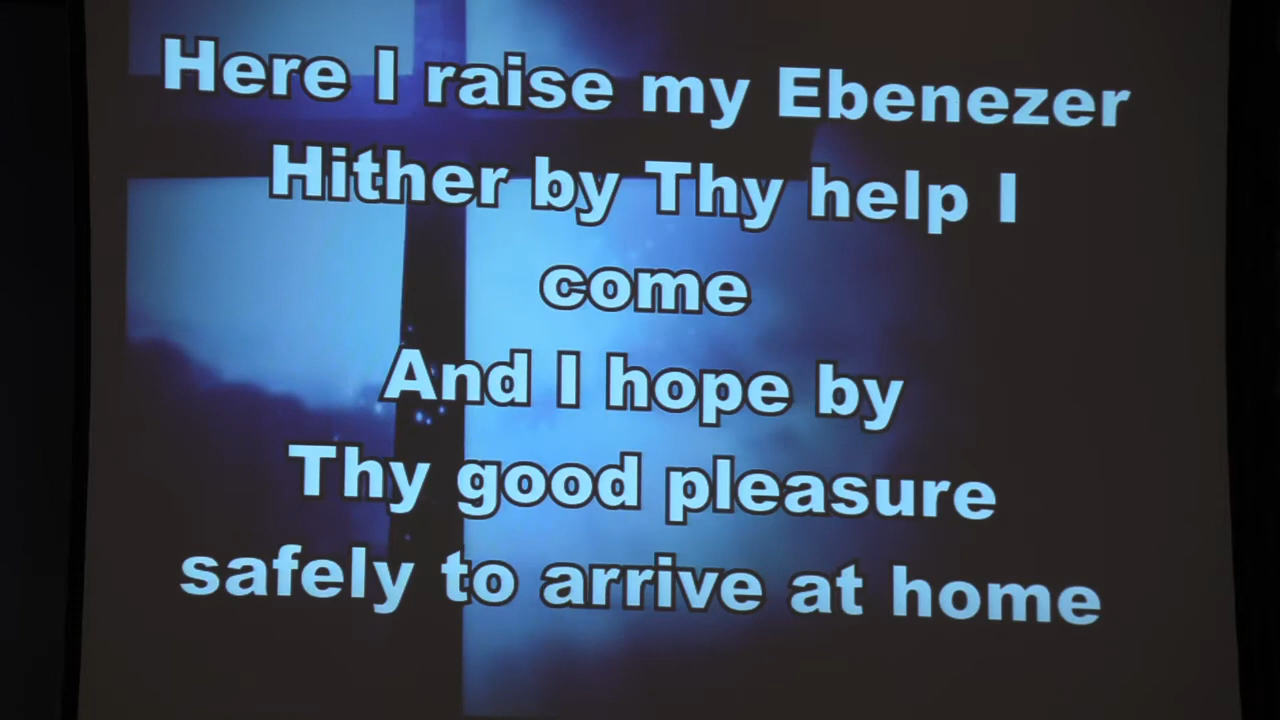 Here I raise my Ebenezer
Hither by Thy help I
come
And I hope by
Thy good pleasure
safely to arrive at home